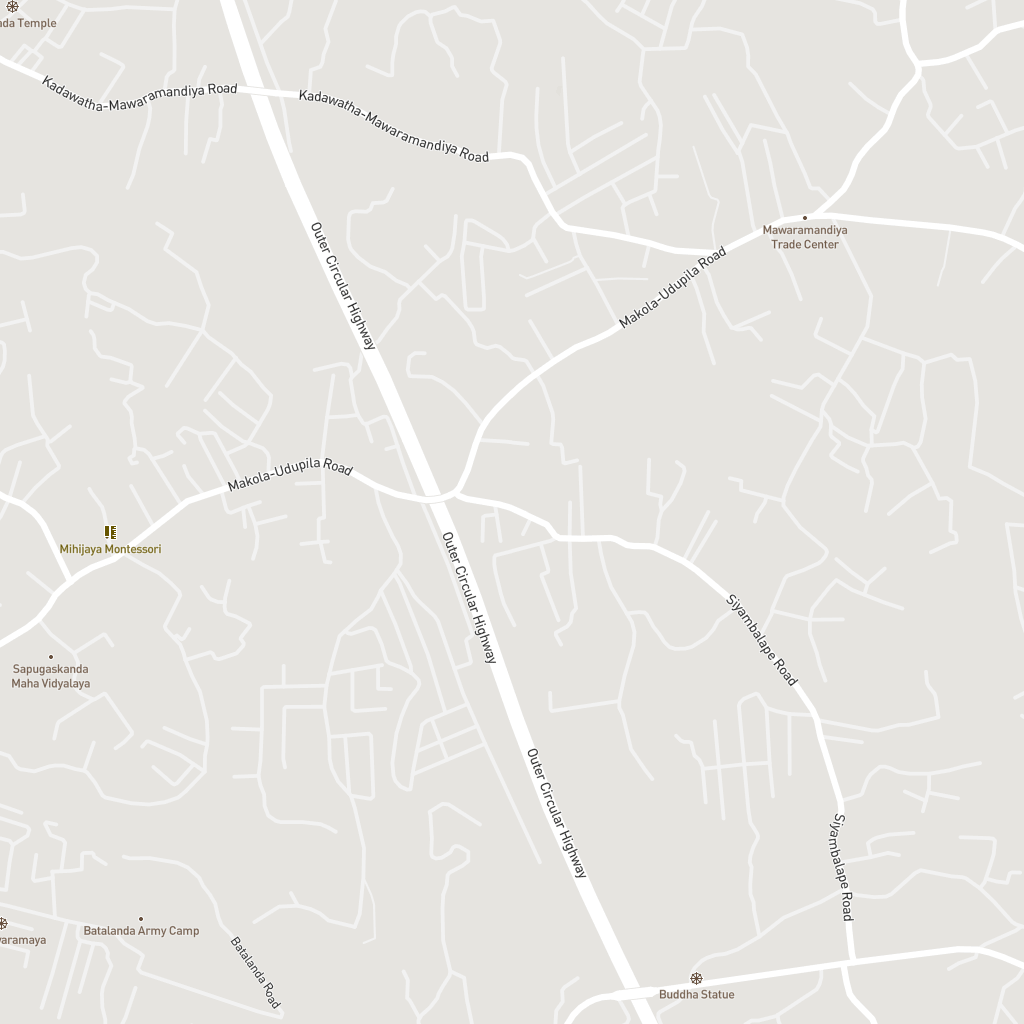 ada Temple
Kadawatha-Mawaramandiya Road
Kadawatha-Mawaramandiya Road
Outer Circular Highway
Mawaramandiya
Trade Center
Makola-Udupila Road
Makola-Udupila Road
Mihijaya Montessori
Outer Circular Highway
Siyambalape Road
Sapugaskanda
Maha Vidyalaya
Outer Circular Highway
Siyambalape Road
Batalanda Army Camp
varamaya
Batalanda Road
Buddha Statue